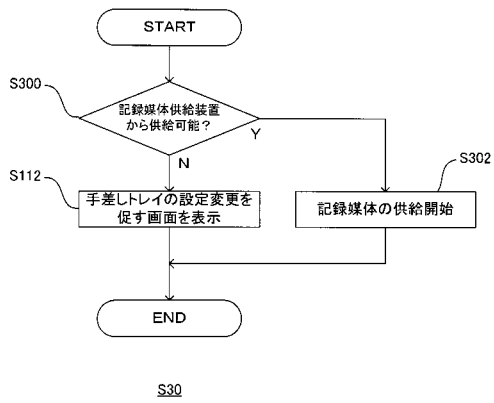 START
S300
記録媒体供給装置
から供給可能？
Y
N
S112
手差しトレイの設定変更を
促す画面を表示
S302
記録媒体の供給開始
END
S30